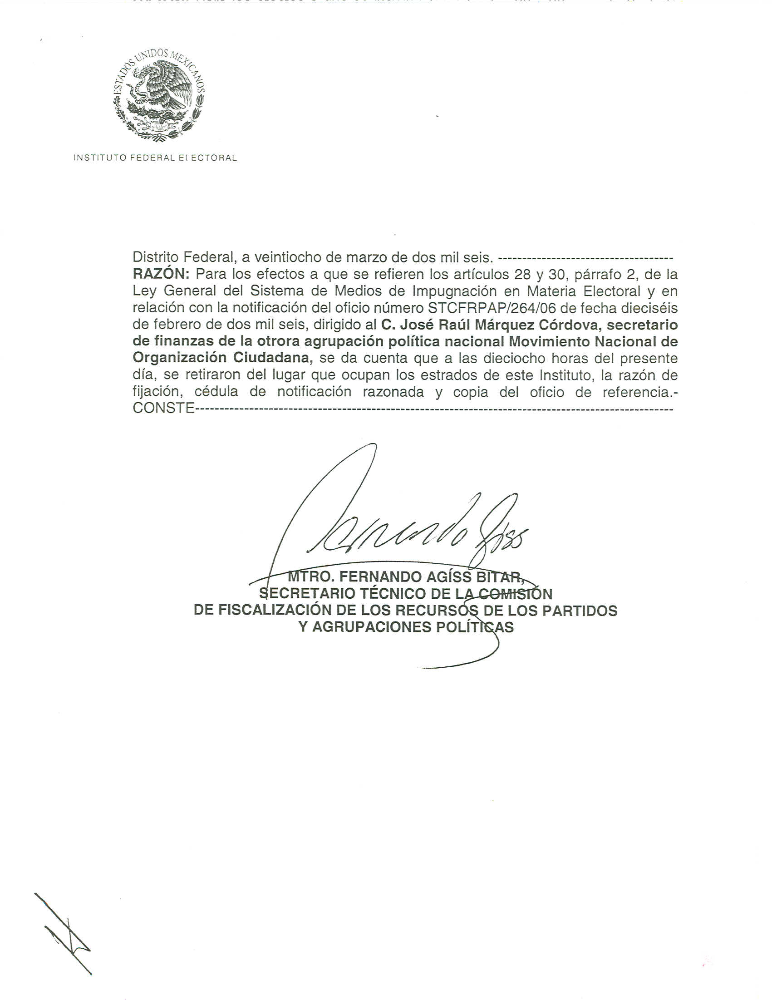 ESTADOS UNIDOS MEXICANOS
INSTITUTO FEDERAL ELECTORAL
Distrito Federal, a veintiocho de marzo de dos mil seis. ------------------------------------
RAZÓN: Para los efectos a que se refieren los artículos 28 y 30, párrafo 2, de la
Ley General del Sistema de Medios de Impugnación en Materia Electoral y en
relación con la notificación del oficio número STCFRPAP/264/06 de fecha dieciséis
de febrero de dos mil seis, dirigido al C. José Raúl Márquez Córdova, secretario
de finanzas de la otrora agrupación política nacional Movimiento Nacional de
Organización Ciudadana, se da cuenta que a las dieciocho horas del presente
día, se retiraron del lugar que ocupan los estrados de este Instituto, la razón de
fijación, cédula de notificación razonada y copia del oficio de referencia.-
CONSTE---------------------------------------------------------------------------------------------------
MTRO. FERNANDO AGÍSS BITAR,
SECRETARIO TÉCNICO DE LA COMISIÓN
DE FISCALIZACIÓN DE LOS RECURSOS DE LOS PARTIDOS
Y AGRUPACIONES POLÍTICAS